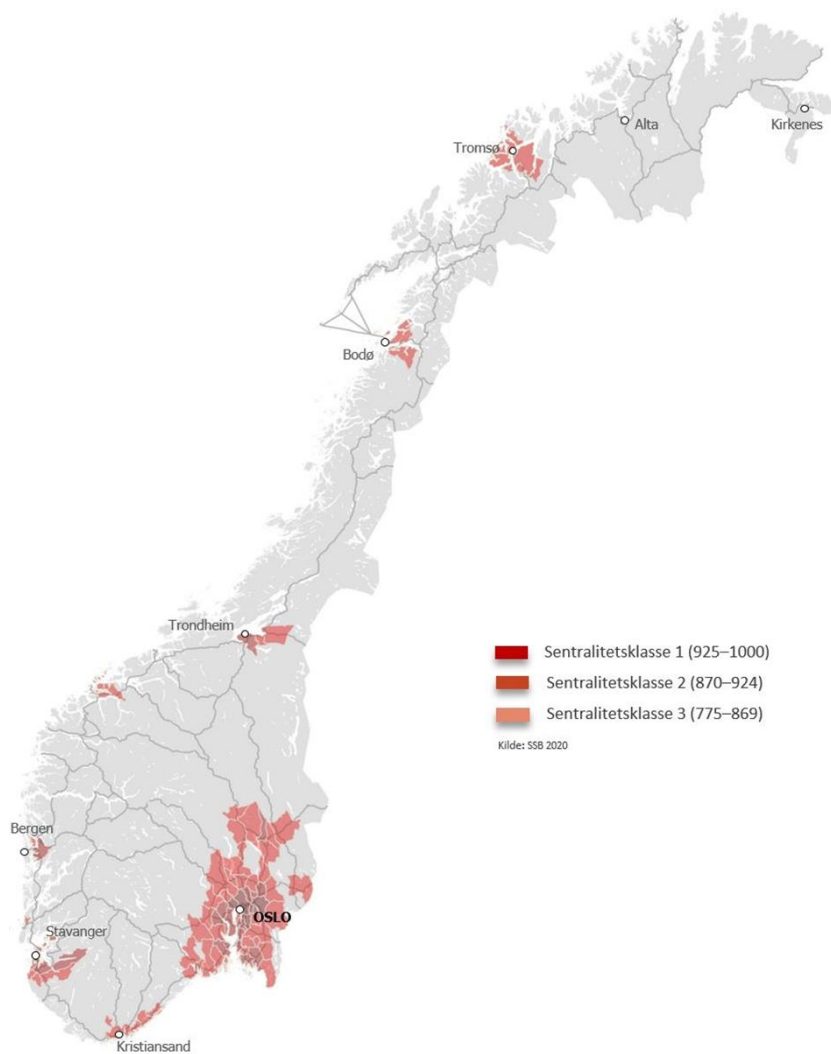 Kirkenes
Alta
Tromsø
Bodø
Trondheim
Sentralitetsklasse 1 (925–1000)
Sentralitetsklasse 2 (870–924)
Sentralitetsklasse 3 (775–869)
Kilde: SSB 2020
Bergen
OSLO
Stavanger
Kristiansand